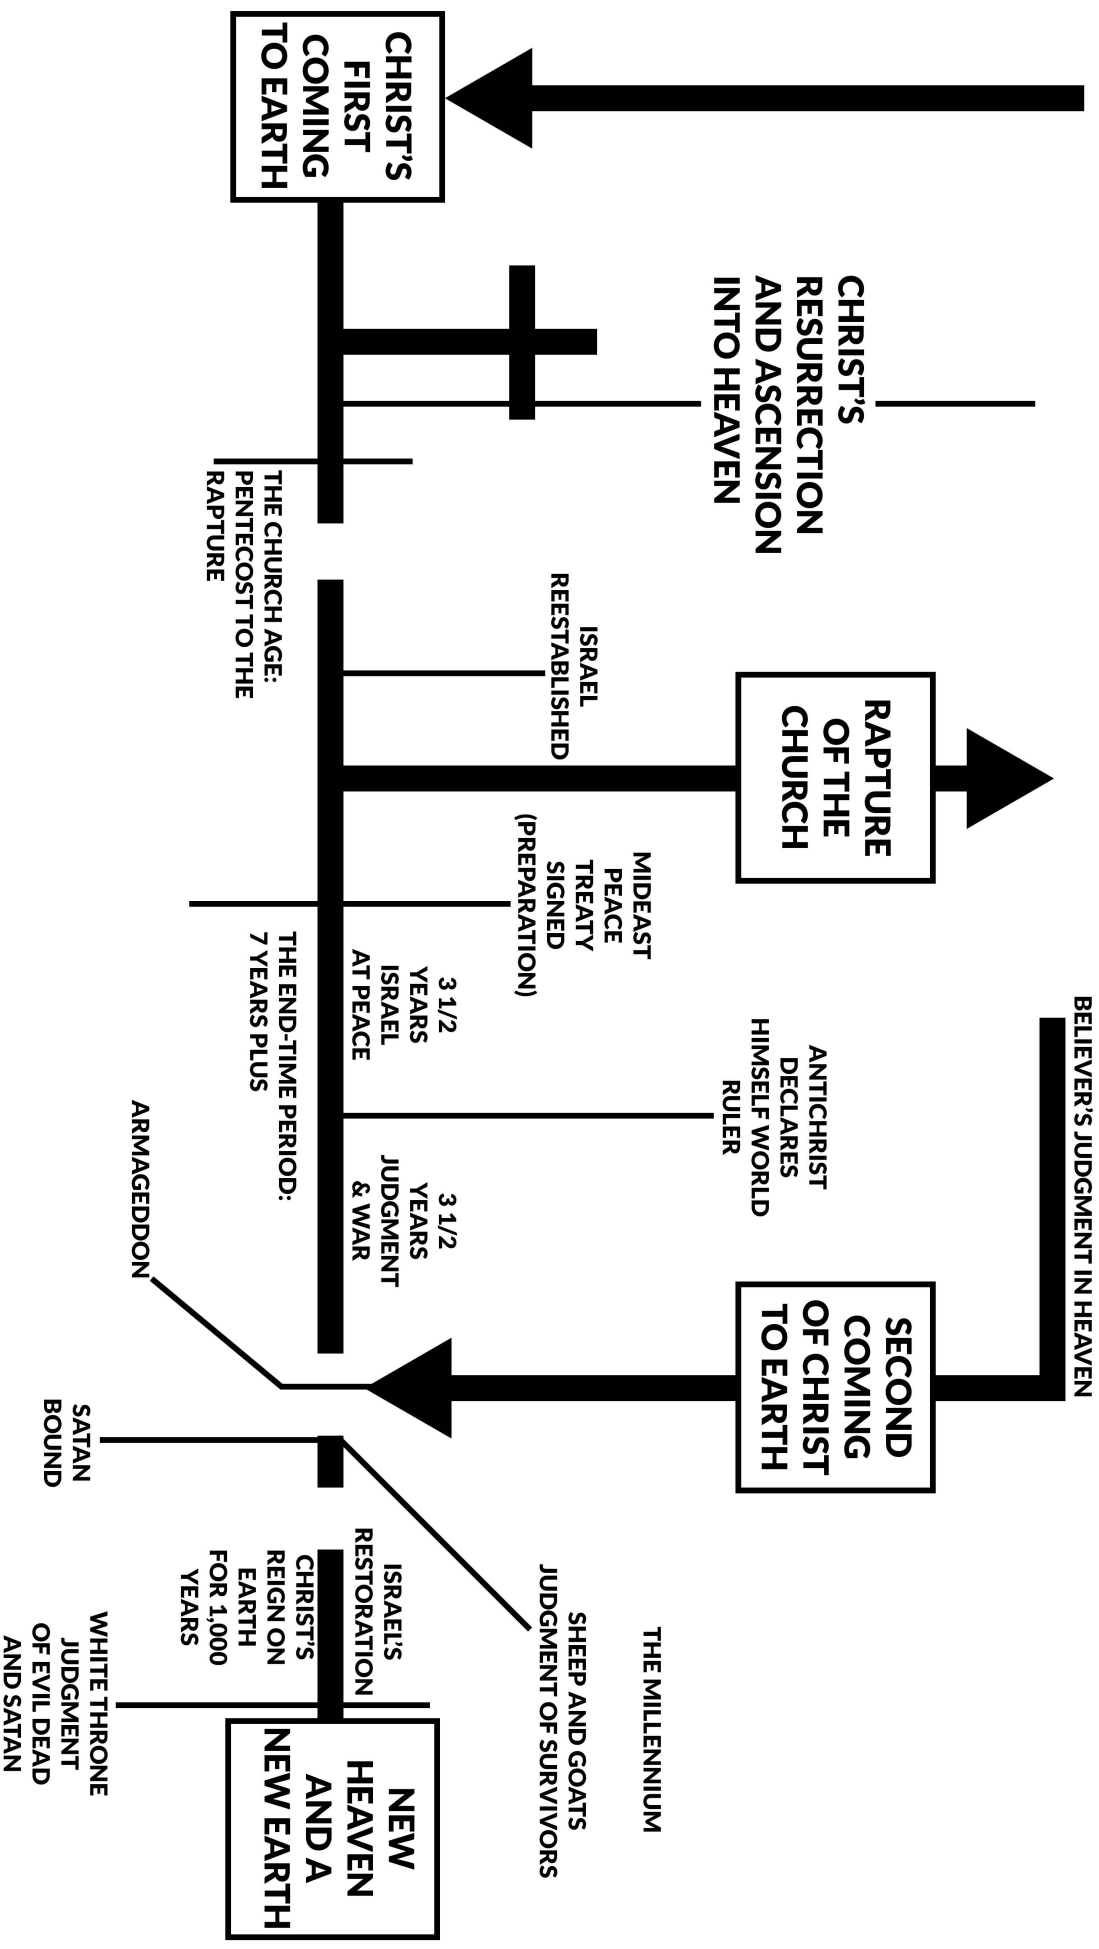 CHRIST'S
FIRST
COMING
TO EARTH
CHRIST'S
RESURRECTION
AND ASCENSION
INTO HEAVEN
THE CHURCH AGE:
PENTECOST TO THE
RAPTURE
ISRAEL
REESTABLISHED
RAPTURE
OF THE
CHURCH
MIDEAST
PEACE
TREATY
SIGNED
(PREPARATION)
3 1/2
YEARS
ISRAEL
AT PEACE
THE END-TIME PERIOD:
7 YEARS PLUS
ANTICHRIST
DECLARES
HIMSELF WORLD
RULER
3 1/2
YEARS
JUDGMENT
& WAR
BELIEVER'S JUDGMENT IN HEAVEN
SECOND
COMING
OF CHRIST
TO EARTH
ARMAGEDDON
SATAN
BOUND
THE MILLENNIUM
SHEEP AND GOATS
JUDGMENT OF SURVIVORS
ISRAEL'S
RESTORATION
CHRIST'S
REIGN ON
EARTH
FOR 1,000
YEARS
WHITE THRONE
JUDGMENT
OF EVIL DEAD
AND SATAN
NEW
HEAVEN
AND A
NEW EARTH